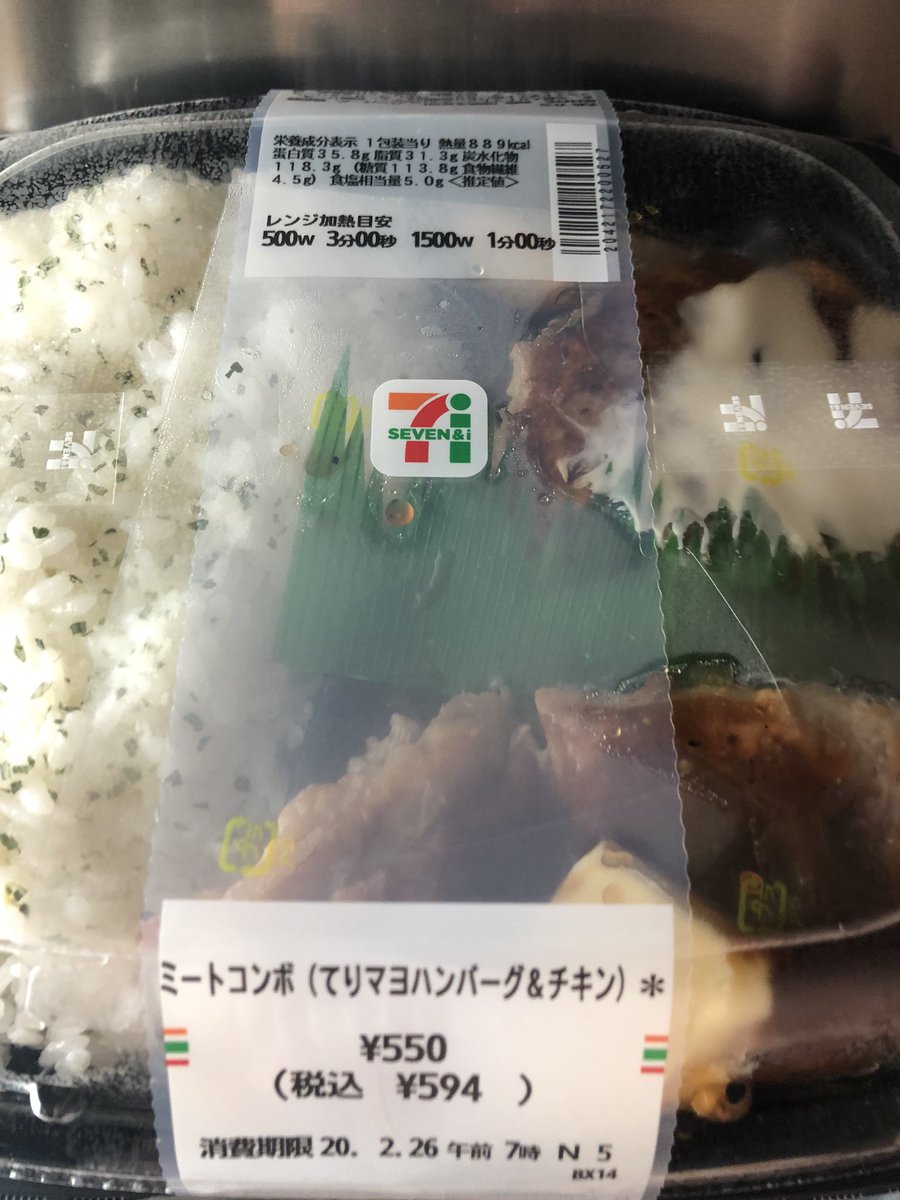 栄養成分表示 1包装当り 熱量889kcal
蛋白質35.8g 脂質31.3g 炭水化物
118.3g (糖質113.8g 食物繊維
4.5g) 食塩相当量5.0g <推定値>
レンジ加熱目安
500w 3分00秒 1500w 1分00秒
SEVEN&i
SEVEN&i
SEVEN&i
SEVEN&i
ミートコンボ(てりマヨハンバーグ&チキン)*
¥550
(税込 ¥594 )
消費期限 20. 2.26 午前 7時 N 5
BX14